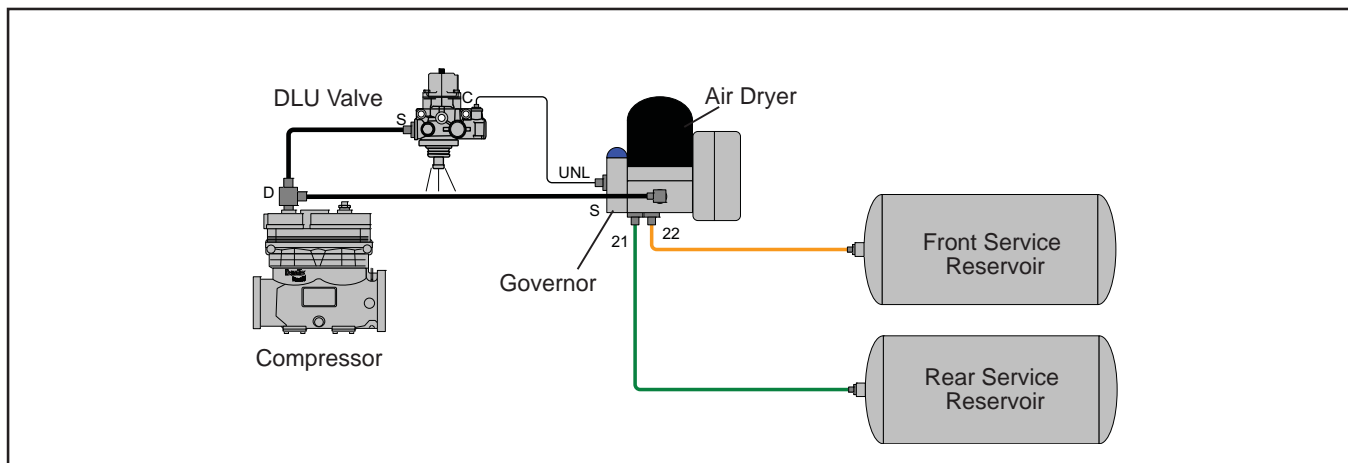 DLU Valve
C
S
Air Dryer
UNL
D
S
21
22
Governor
Front Service
Reservoir
Compressor
Rear Service
Reservoir